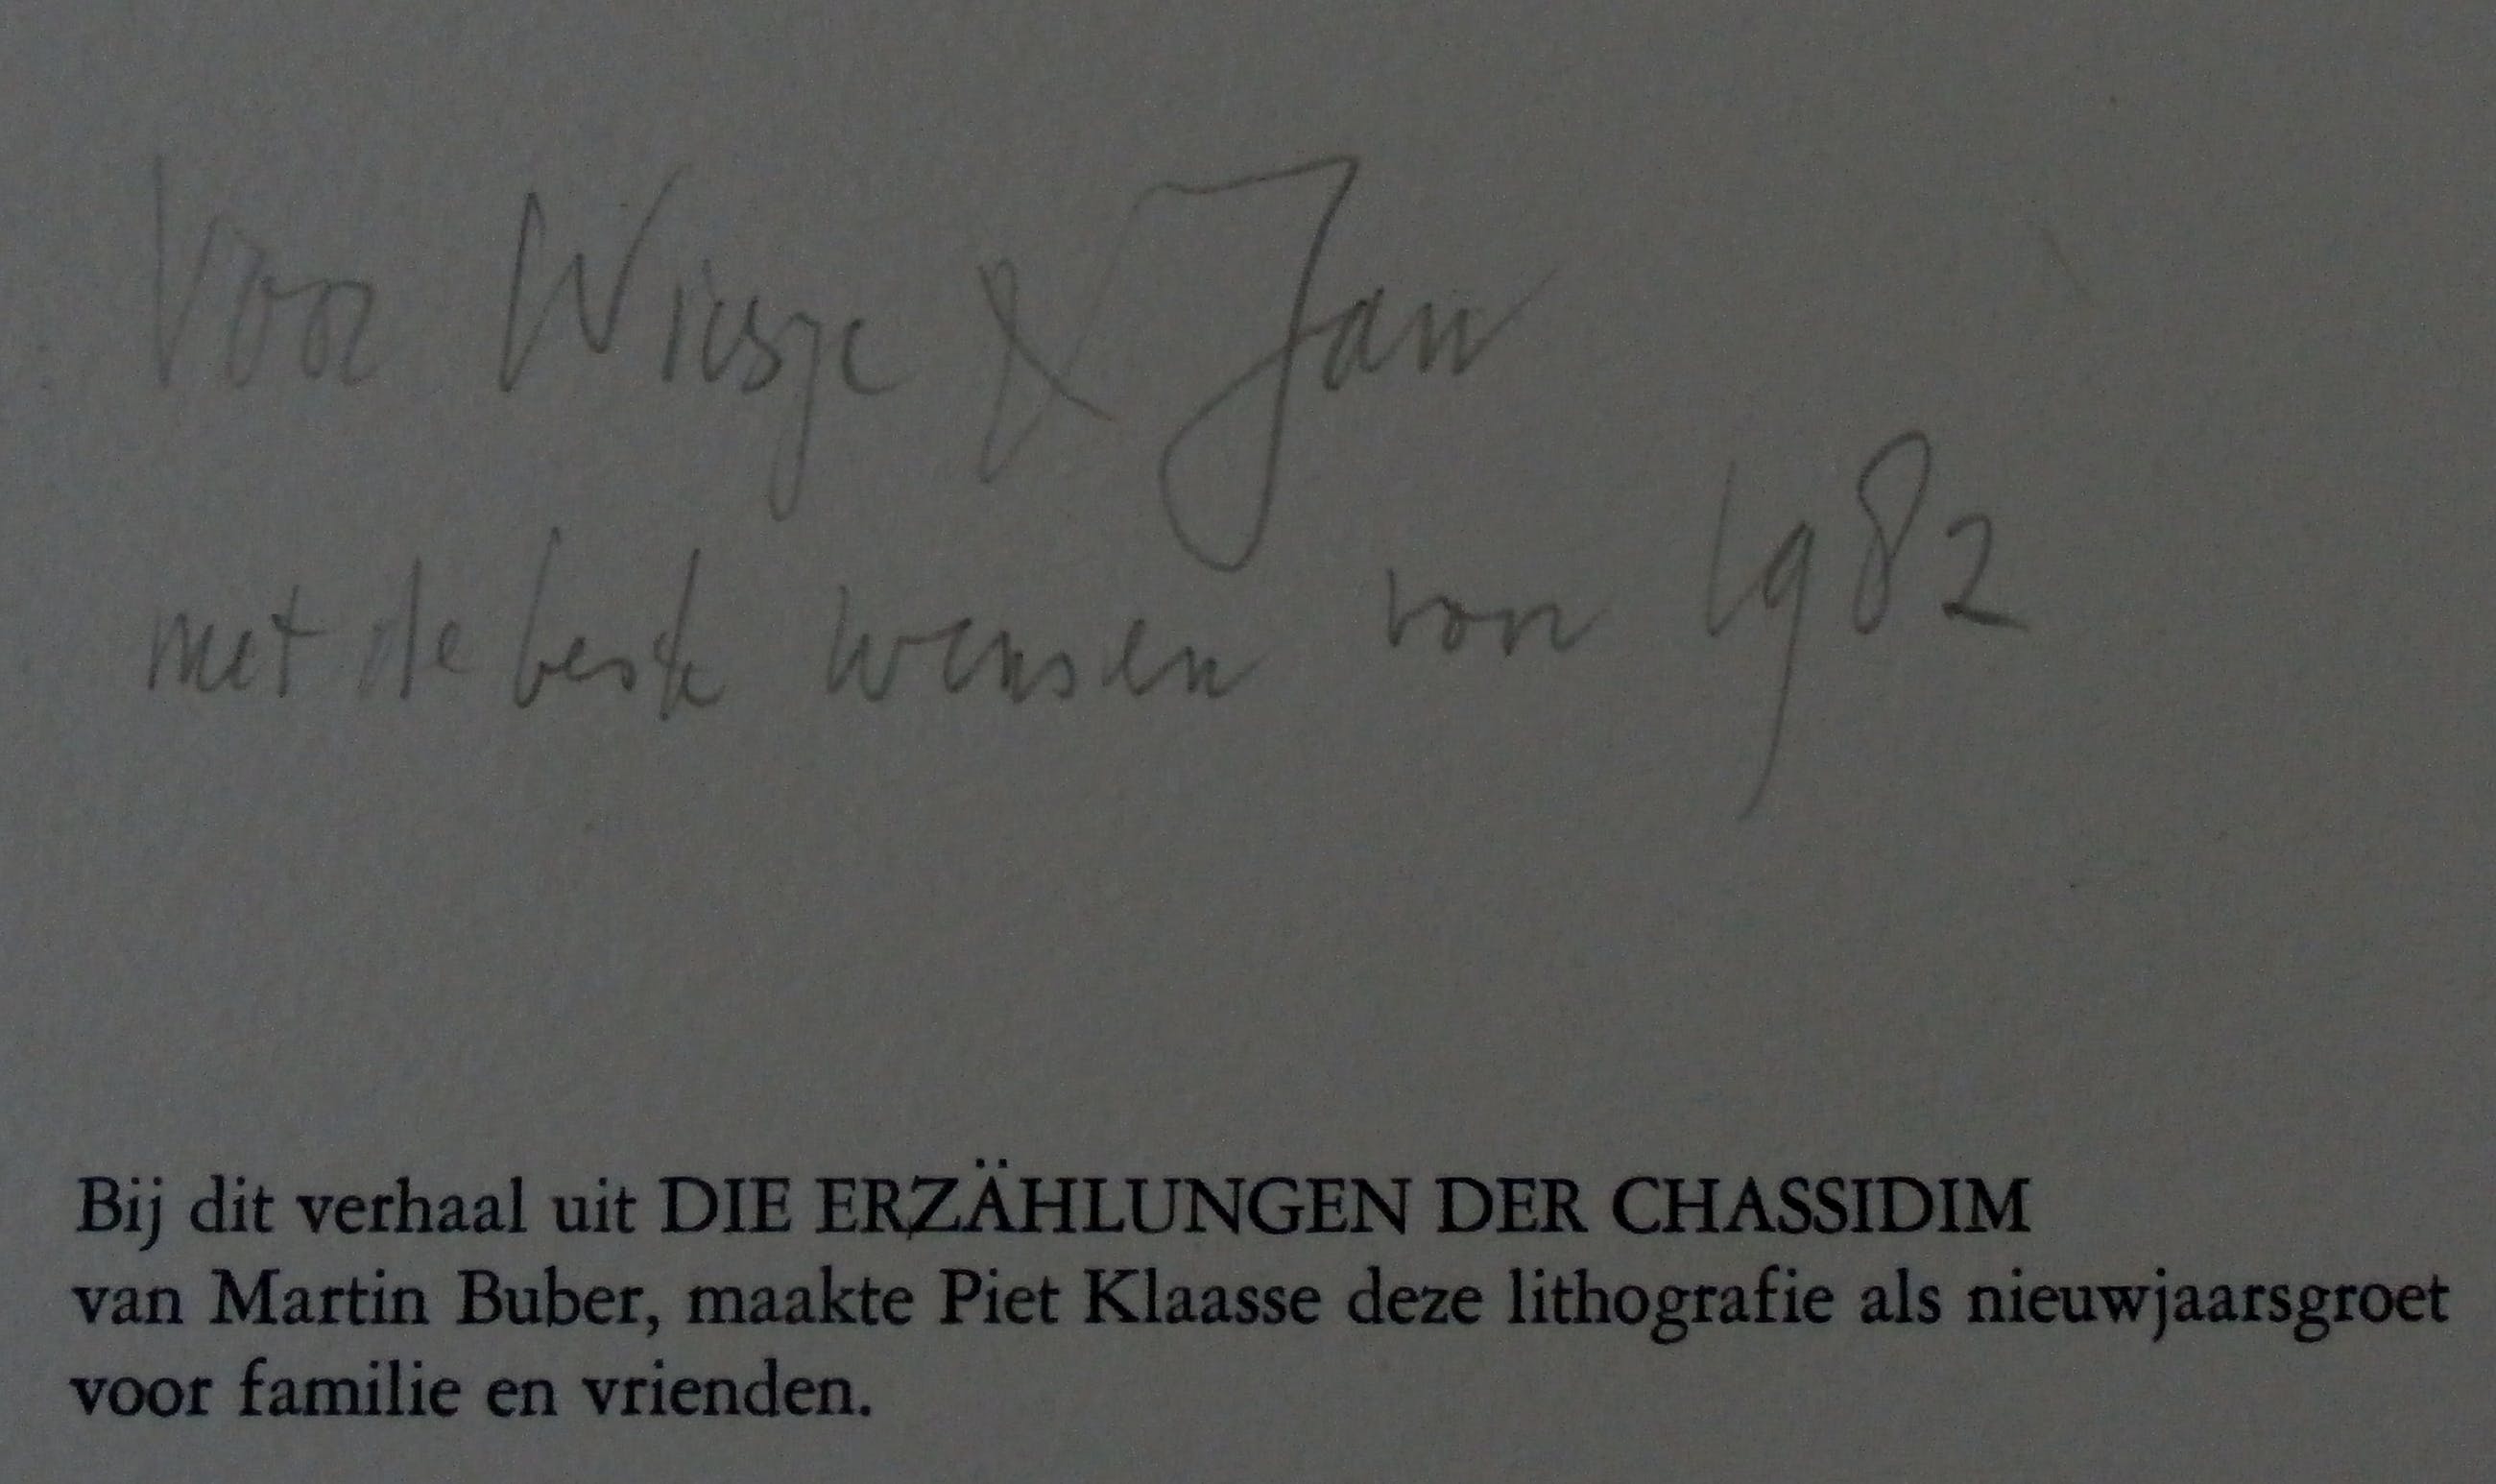 Voor Wiesje & Jan
met de beste wensen voor 1982
Bij dit verhaal uit DIE ERZÄHLUNGEN DER CHASSIDIM
van Martin Buber, maakte Piet Klaasse deze lithografie als nieuwjaarsgroet
voor familie en vrienden.